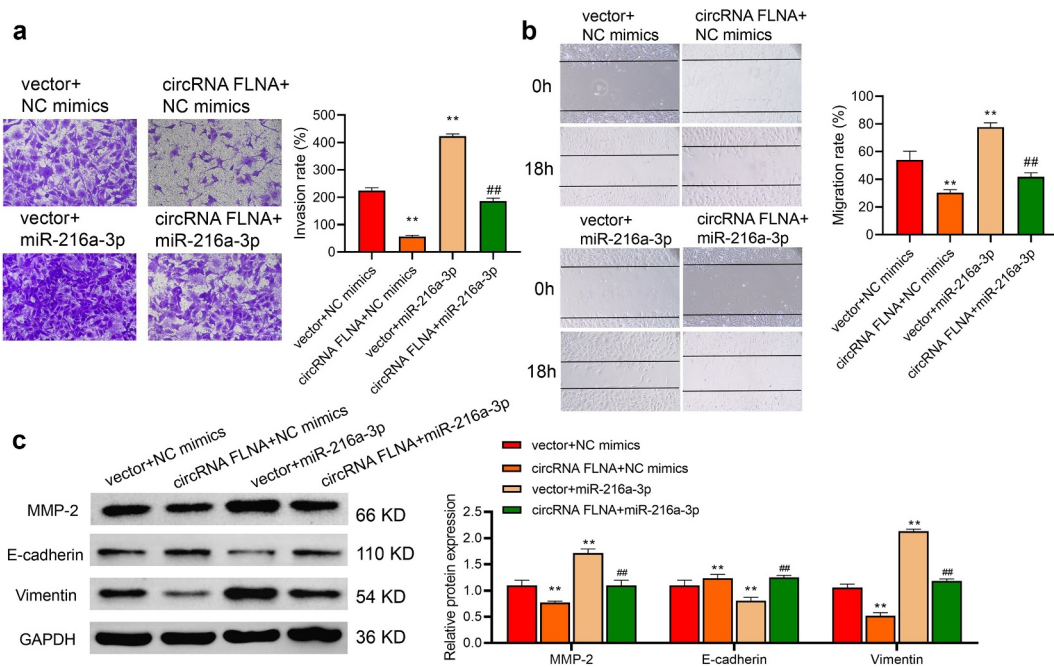 a
vector+
NC mimics
circRNA FLNA+
NC mimics
vector+
miR-216a-3p
circRNA FLNA+
miR-216a-3p
Invasion rate (%)
500
400
300
200
100
0
**
**
##
vector+NC mimics
circRNA FLNA+NC mimics
vector+miR-216a-3p
circRNA FLNA+miR-216a-3p
b
vector+
NC mimics
circRNA FLNA+
NC mimics
0h
18h
vector+
miR-216a-3p
circRNA FLNA+
miR-216a-3p
0h
18h
Migration rate (%)
100
80
60
40
20
0
**
**
##
vector+NC mimics
circRNA FLNA+NC mimics
vector+miR-216a-3p
circRNA FLNA+miR-216a-3p
c
vector+NC mimics
circRNA FLNA+NC mimics
vector+miR-216a-3p
circRNA FLNA+miR-216a-3p
MMP-2
66 KD
E-cadherin
110 KD
Vimentin
54 KD
GAPDH
36 KD
vector+NC mimics
circRNA FLNA+NC mimics
vector+miR-216a-3p
circRNA FLNA+miR-216a-3p
Relative protein expression
2.5
2.0
1.5
1.0
0.5
0.0
**
**
##
**
**
##
**
**
##
MMP-2
E-cadherin
Vimentin